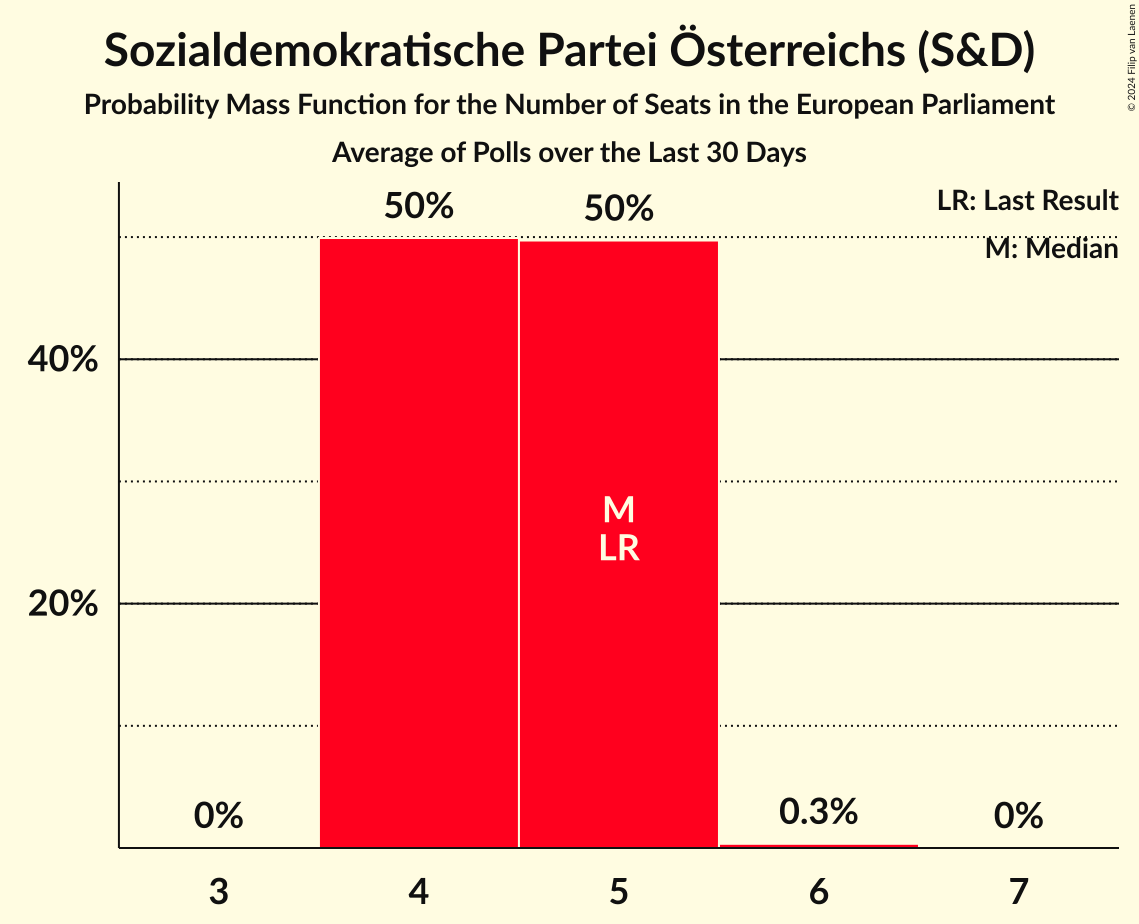 Sozialdemokratische Partei Österreichs (S&D)
Probability Mass Function for the Number of Seats in the European Parliament
Average of Polls over the Last 30 Days
© 2024 Filip van Laenen
LR: Last Result
M: Median
50%
50%
40%
20%
M
LR
0%
0.3%
0%
3
4
5
6
7